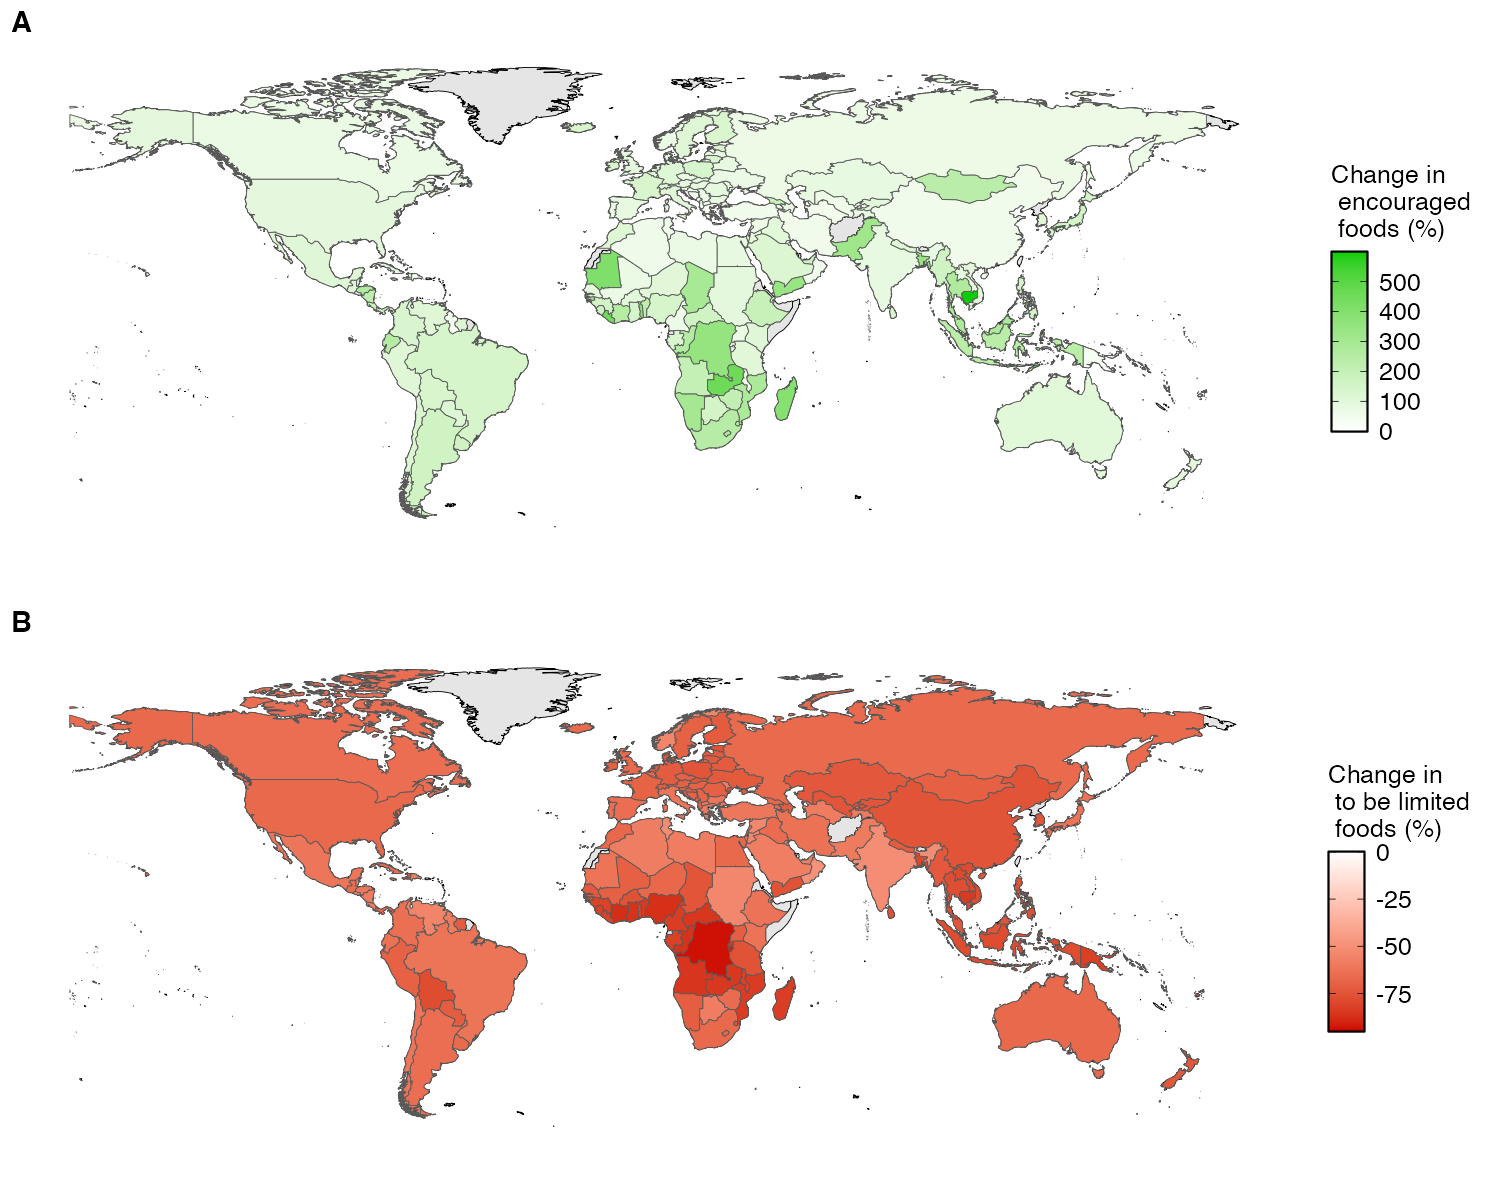 A
Change in
encouraged
foods (%)
500
400
300
200
100
0
B
Change in
to be limited
foods (%)
0
-25
-50
-75